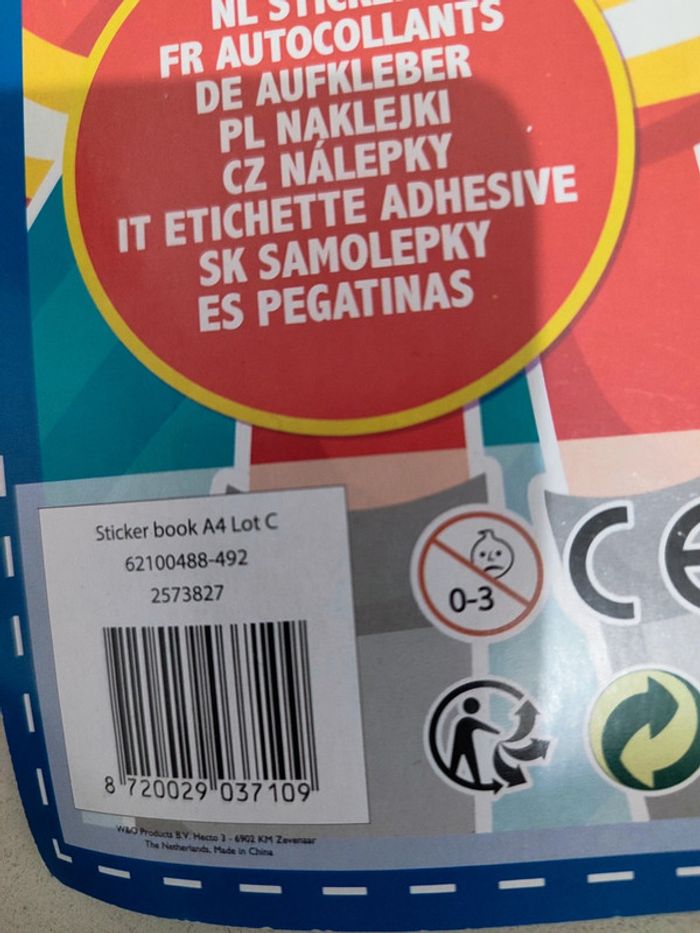 NL STICKE
FR AUTOCOLLANTS
DE AUFKLEBER
PL NAKLEJKI
CZ NÁLEPKY
IT ETICHETTE ADHESIVE
SK SAMOLEPKY
ES PEGATINAS
Sticker book A4 Lot C
62100488-492
2573827
8 720029 037109
0-3
CE
W&O Products B.V. Hecto 3 - 6902 KM Zevenaar
The Netherlands. Made in China